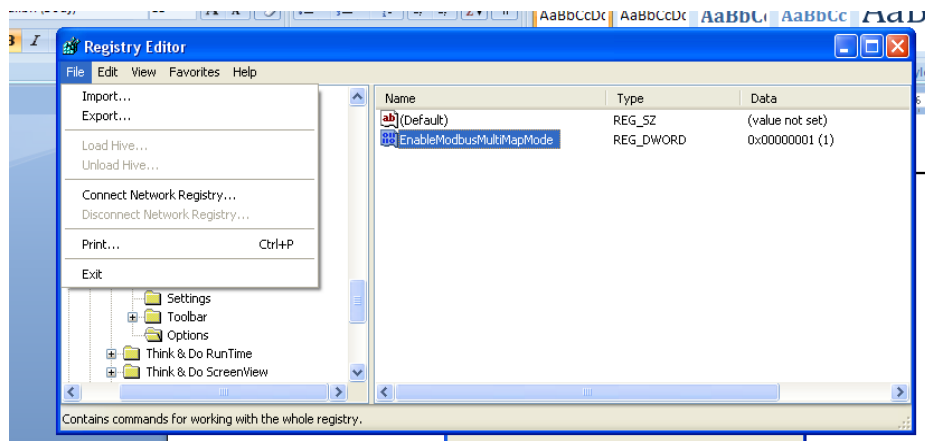 AaBbCcDc AaBbCcDc AaBbC AaBbCc
I
Registry Editor
File Edit View Favorites Help
Import...
Export...
Load Hive...
Unload Hive...
Connect Network Registry...
Disconnect Network Registry...
Print... Ctrl+P
Exit
Settings
Toolbar
Options
Think & Do RunTime
Think & Do ScreenView
Name Type Data
ab (Default) REG_SZ (value not set)
EnableModbusMultiMapMode REG_DWORD 0x00000001 (1)
Contains commands for working with the whole registry.